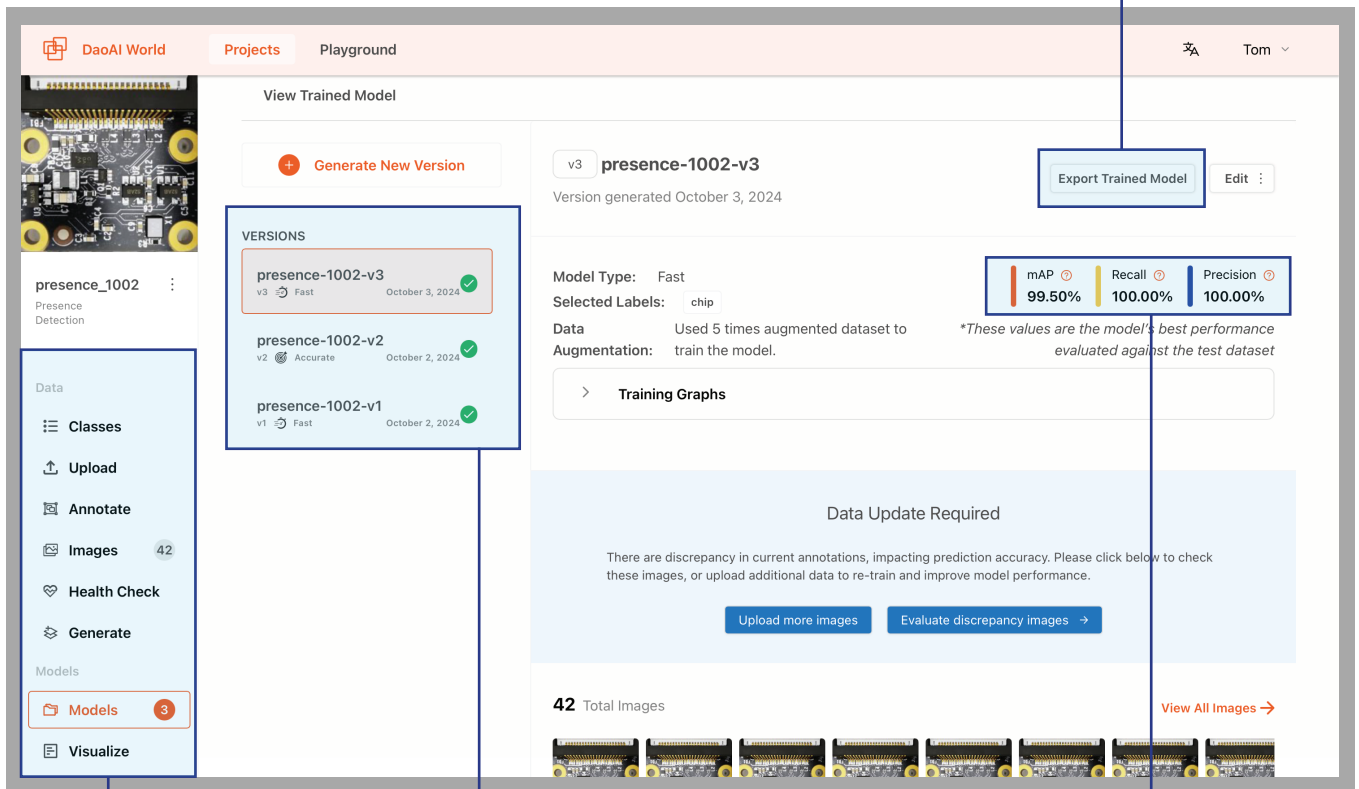 DaoAI World
Projects
Playground
Tom
View Trained Model
Generate New Version
v3
presence-1002-v3
Version generated October 3, 2024
Export Trained Model
Edit
VERSIONS
presence-1002-v3
v3 Fast October 3, 2024
presence-1002-v2
v2 Accurate October 2, 2024
presence-1002-v1
v1 Fast October 2, 2024
presence_1002
Presence
Detection
Data
Classes
Upload
Annotate
Images 42
Health Check
Generate
Models
Models 3
Visualize
Model Type: Fast
Selected Labels: chip
Data Augmentation: Used 5 times augmented dataset to
train the model.
mAP
99.50%
Recall
100.00%
Precision
100.00%
*These values are the model's best performance
evaluated against the test dataset
Training Graphs
Data Update Required
There are discrepancy in current annotations, impacting prediction accuracy. Please click below to check
these images, or upload additional data to re-train and improve model performance.
Upload more images
Evaluate discrepancy images
42 Total Images
View All Images